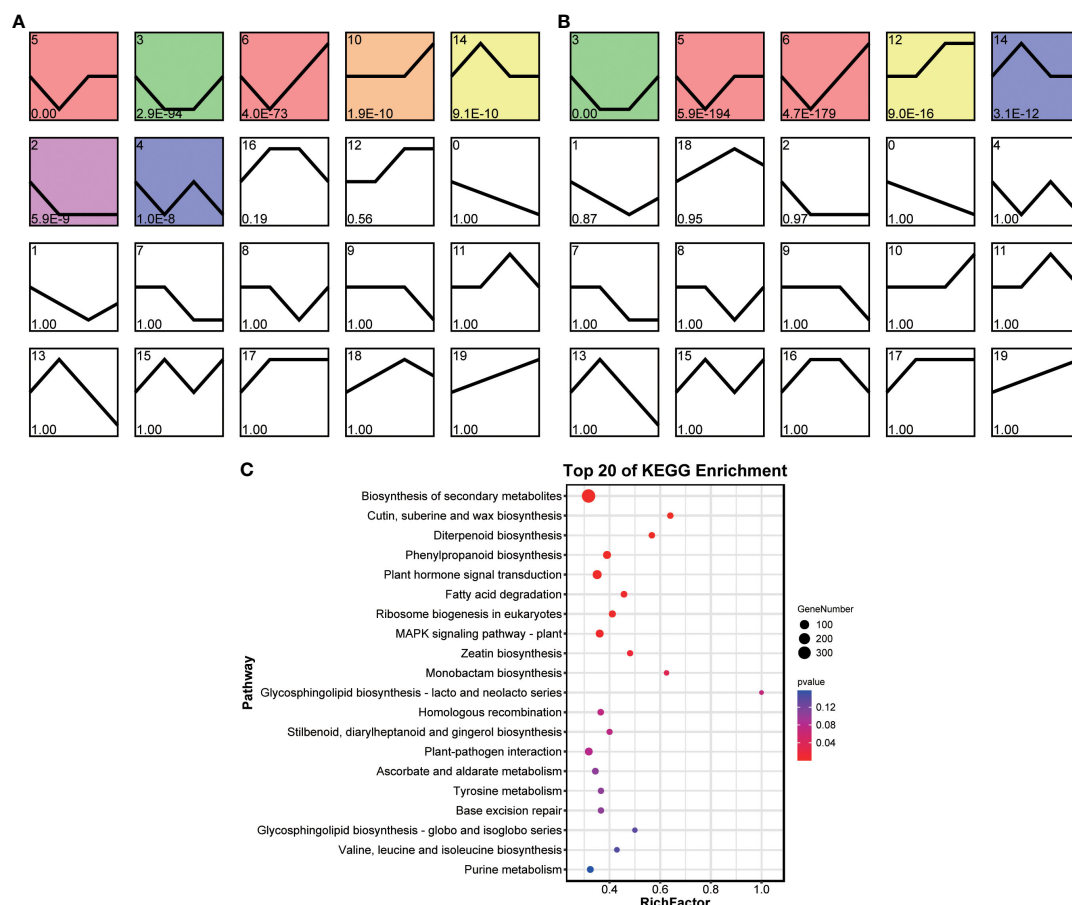 A
B
5 3 6 10 14
0.00 2.9E-94 4.0E-73 1.9E-10 9.1E-10
2 4 16 12 0
5.9E-9 1.0E-8 0.19 0.56 1.00
1 7 8 9 11
1.00 1.00 1.00 1.00 1.00
13 15 17 18 19
1.00 1.00 1.00 1.00 1.00
3 5 6 12 14
0.00 5.9E-194 4.7E-179 9.0E-16 3.1E-12
1 18 2 0 4
0.87 0.95 0.97 1.00 1.00
7 8 9 10 11
1.00 1.00 1.00 1.00 1.00
13 15 16 17 19
1.00 1.00 1.00 1.00 1.00
C
Top 20 of KEGG Enrichment
Pathway
Biosynthesis of secondary metabolites
Cutin, suberine and wax biosynthesis
Diterpenoid biosynthesis
Phenylpropanoid biosynthesis
Plant hormone signal transduction
Fatty acid degradation
Ribosome biogenesis in eukaryotes
MAPK signaling pathway - plant
Zeatin biosynthesis
Monobactam biosynthesis
Glycosphingolipid biosynthesis - lacto and neolacto series
Homologous recombination
Stilbenoid, diarylheptanoid and gingerol biosynthesis
Plant-pathogen interaction
Ascorbate and aldarate metabolism
Tyrosine metabolism
Base excision repair
Glycosphingolipid biosynthesis - globo and isoglobo series
Valine, leucine and isoleucine biosynthesis
Purine metabolism
0.4 0.6 0.8 1.0
RichFactor
GeneNumber
100
200
300
pvalue
0.12
0.08
0.04